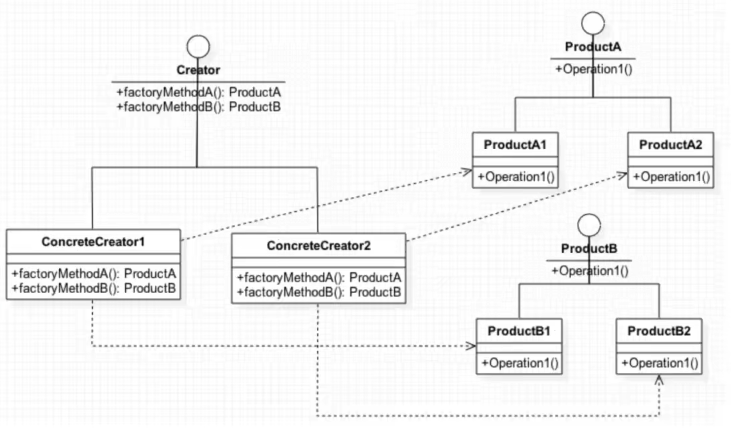 Creator
+factoryMethodA(): ProductA
+factoryMethodB(): ProductB
ProductA
+Operation1()
ProductA1
+Operation1()
ProductA2
+Operation1()
ConcreteCreator1
+factoryMethodA(): ProductA
+factoryMethodB(): ProductB
ConcreteCreator2
+factoryMethodA(): ProductA
+factoryMethodB(): ProductB
ProductB
+Operation1()
ProductB1
+Operation1()
ProductB2
+Operation1()